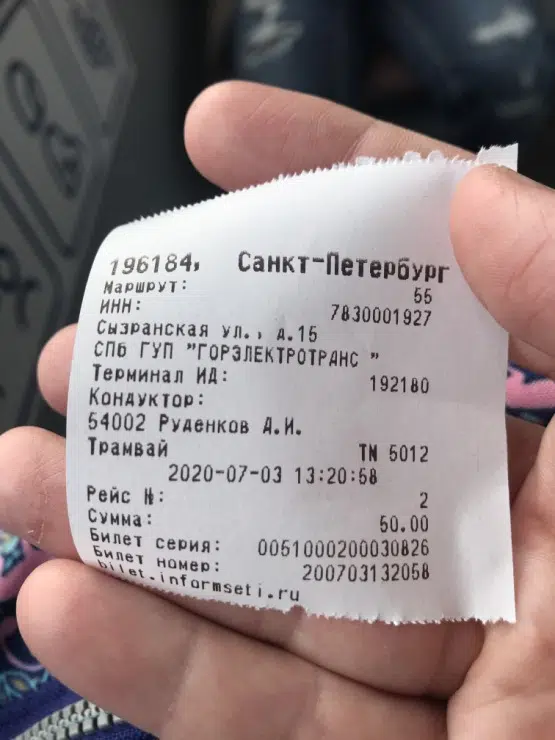 196184, Санкт-Петербург
Маршрут: 55
ИНН: 7830001927
Сызранская ул., д.15
СПб ГУП "ГОРЭЛЕКТРОТРАНС "
Терминал ИД: 192180
Кондуктор:
54002 Руденков А.И.
Трамвай TN 5012
2020-07-03 13:20:58
Рейс №: 2
Сумма: 50.00
Билет серия: 0051000200030826
Билет номер: 200703132058
bilet.informseti.ru